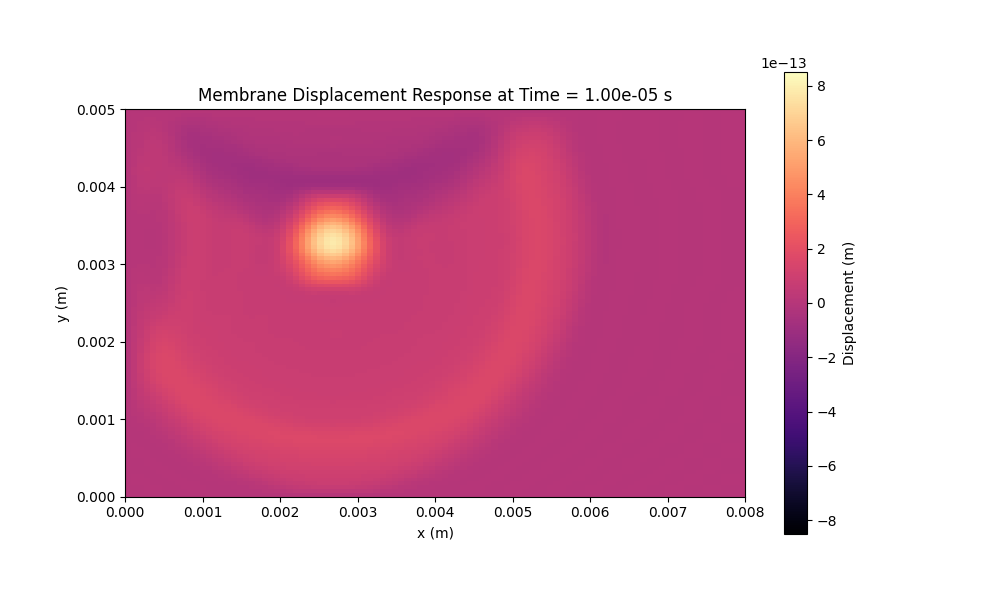 1e−13
Membrane Displacement Response at Time = 1.00e-05 s
0.005
0.004
0.003
0.002
0.001
0.000
y (m)
0.000 0.001 0.002 0.003 0.004 0.005 0.006 0.007 0.008
x (m)
8
6
4
2
0
−2
−4
−6
−8
Displacement (m)